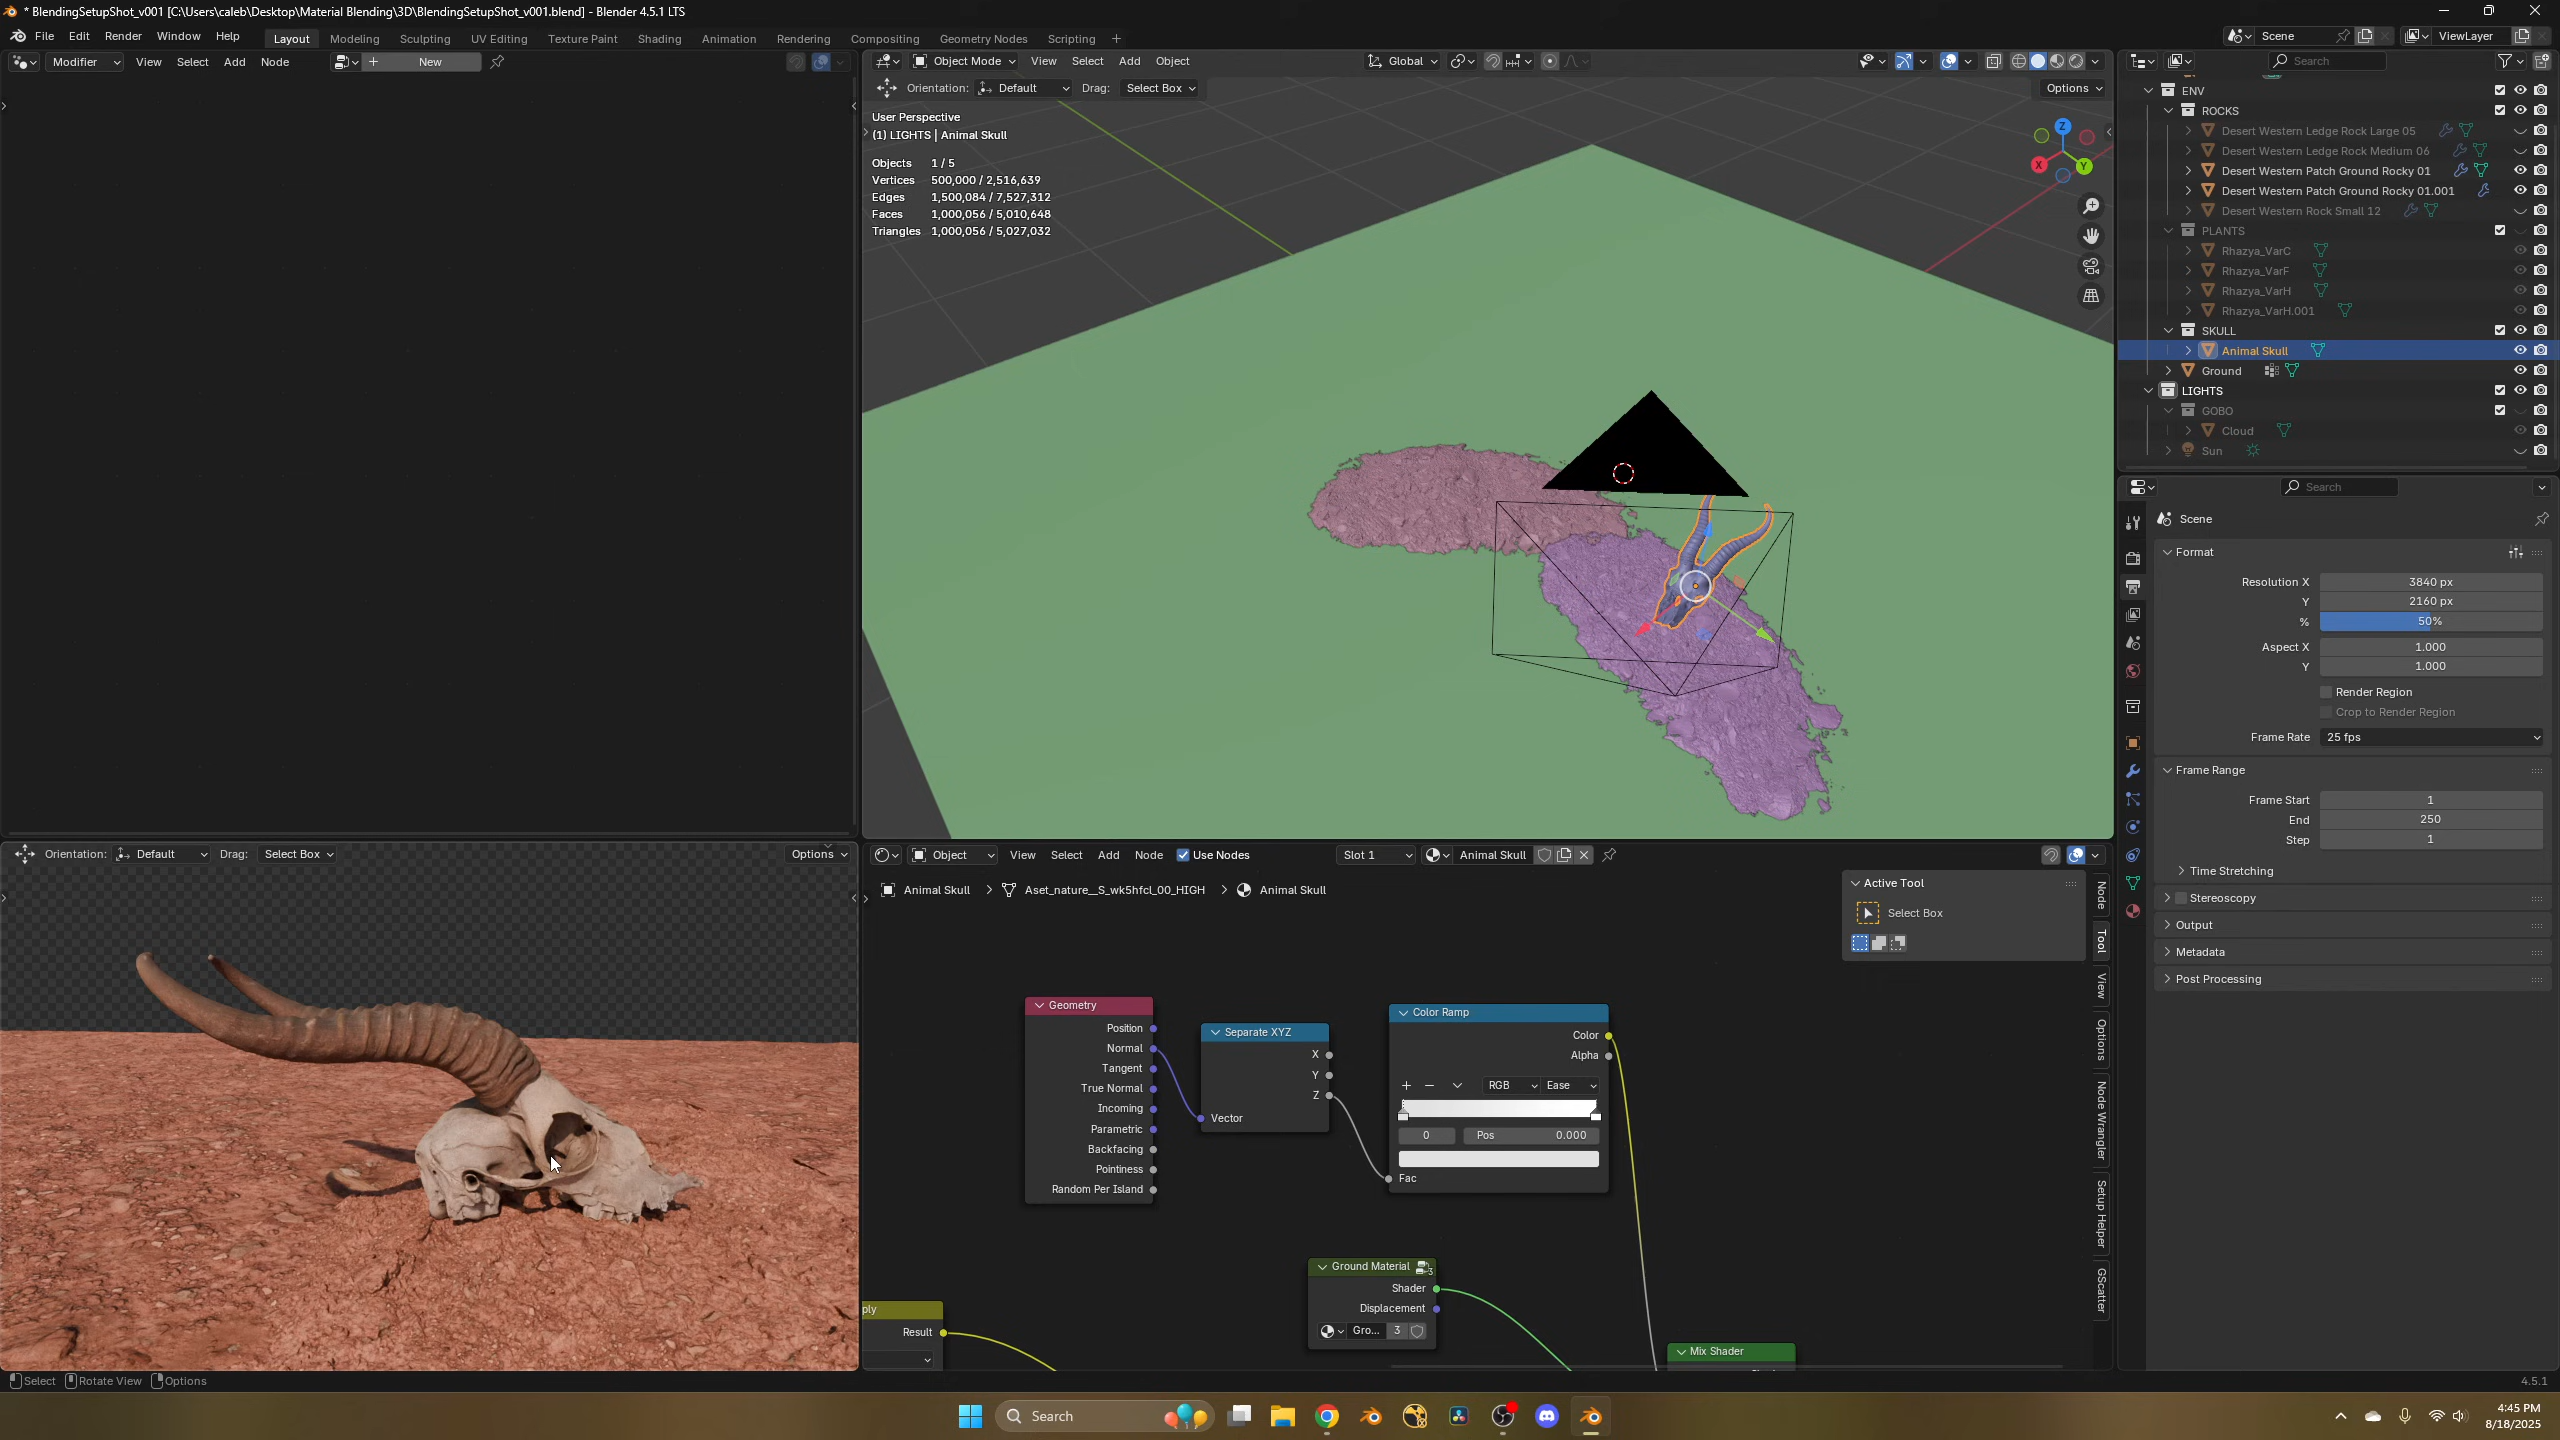 * BlendingSetupShot_v001 [C:\Users\caleb\Desktop\Material Blending\3D\BlendingSetupShot_v001.blend] - Blender 4.5.1 LTS
File Edit Render Window Help Layout Modeling Sculpting UV Editing Texture Paint Shading Animation Rendering Compositing Geometry Nodes Scripting +
Scene ViewLayer
Modifier View Select Add Node + New
Object Mode View Select Add Object Global
Orientation: Default Drag: Select Box Options
User Perspective
(1) LIGHTS | Animal Skull
Objects 1 / 5
Vertices 500,000 / 2,516,639
Edges 1,500,084 / 7,527,312
Faces 1,000,056 / 5,010,648
Triangles 1,000,056 / 5,027,032
Z
X
Y
Search
ENV
ROCKS
Desert Western Ledge Rock Large 05
Desert Western Ledge Rock Medium 06
Desert Western Patch Ground Rocky 01
Desert Western Patch Ground Rocky 01.001
Desert Western Rock Small 12
PLANTS
Rhazya_VarC
Rhazya_VarF
Rhazya_VarH
Rhazya_VarH.001
SKULL
Animal Skull
Ground
LIGHTS
GOBO
Cloud
Sun
Search
Scene
Format
Resolution X 3840 px
Y 2160 px
% 50%
Aspect X 1.000
Y 1.000
Render Region
Crop to Render Region
Frame Rate 25 fps
Frame Range
Frame Start 1
End 250
Step 1
Time Stretching
Stereoscopy
Output
Metadata
Post Processing
Orientation: Default Drag: Select Box Options
Object View Select Add Node Use Nodes Slot 1 Animal Skull
Animal Skull > Aset_nature__S_wk5hfcl_00_HIGH > Animal Skull
Active Tool
Select Box
Node
Tool
View
Options
Node Wrangler
Setup Helper
GScatter
Geometry
Position
Normal
Tangent
True Normal
Incoming
Parametric
Backfacing
Pointiness
Random Per Island
Separate XYZ
X
Y
Z
Vector
Color Ramp
Color
Alpha
+ − RGB Ease
0 Pos 0.000
Fac
Ground Material
3
Shader
Displacement
Gro... 3
ply
Result
Mix Shader
Select Rotate View Options
4.5.1
Search
4:45 PM
8/18/2025